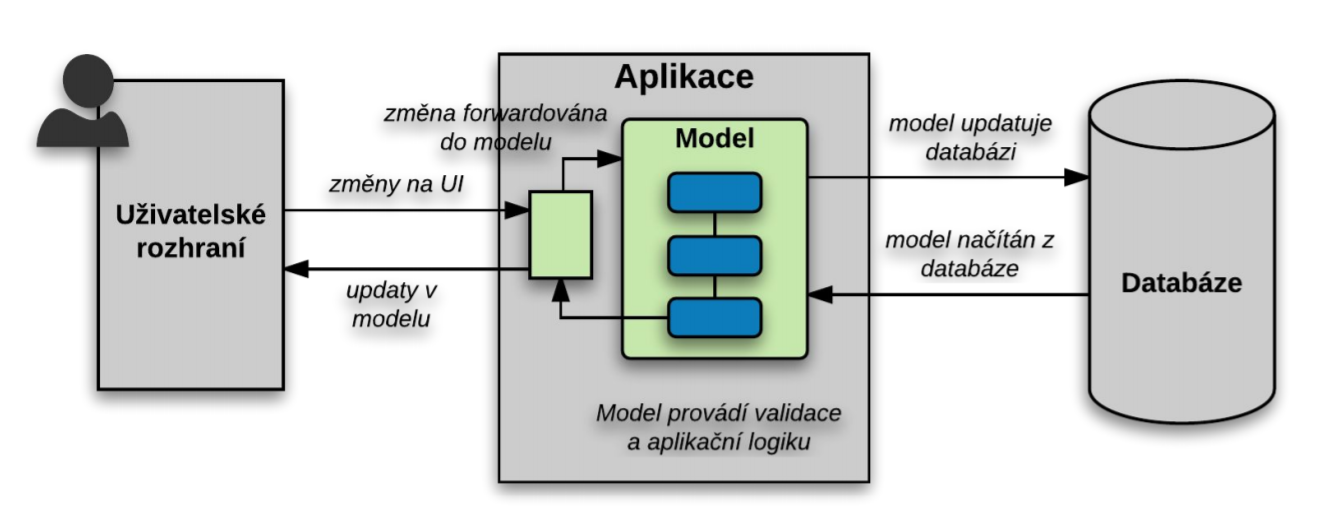 Aplikace
změna forwardována
do modelu
Model
model updatuje
databázi
změny na UI
Uživatelské
rozhraní
model načítán z
databáze
Databáze
updaty v
modelu
Model provádí validace
a aplikační logiku